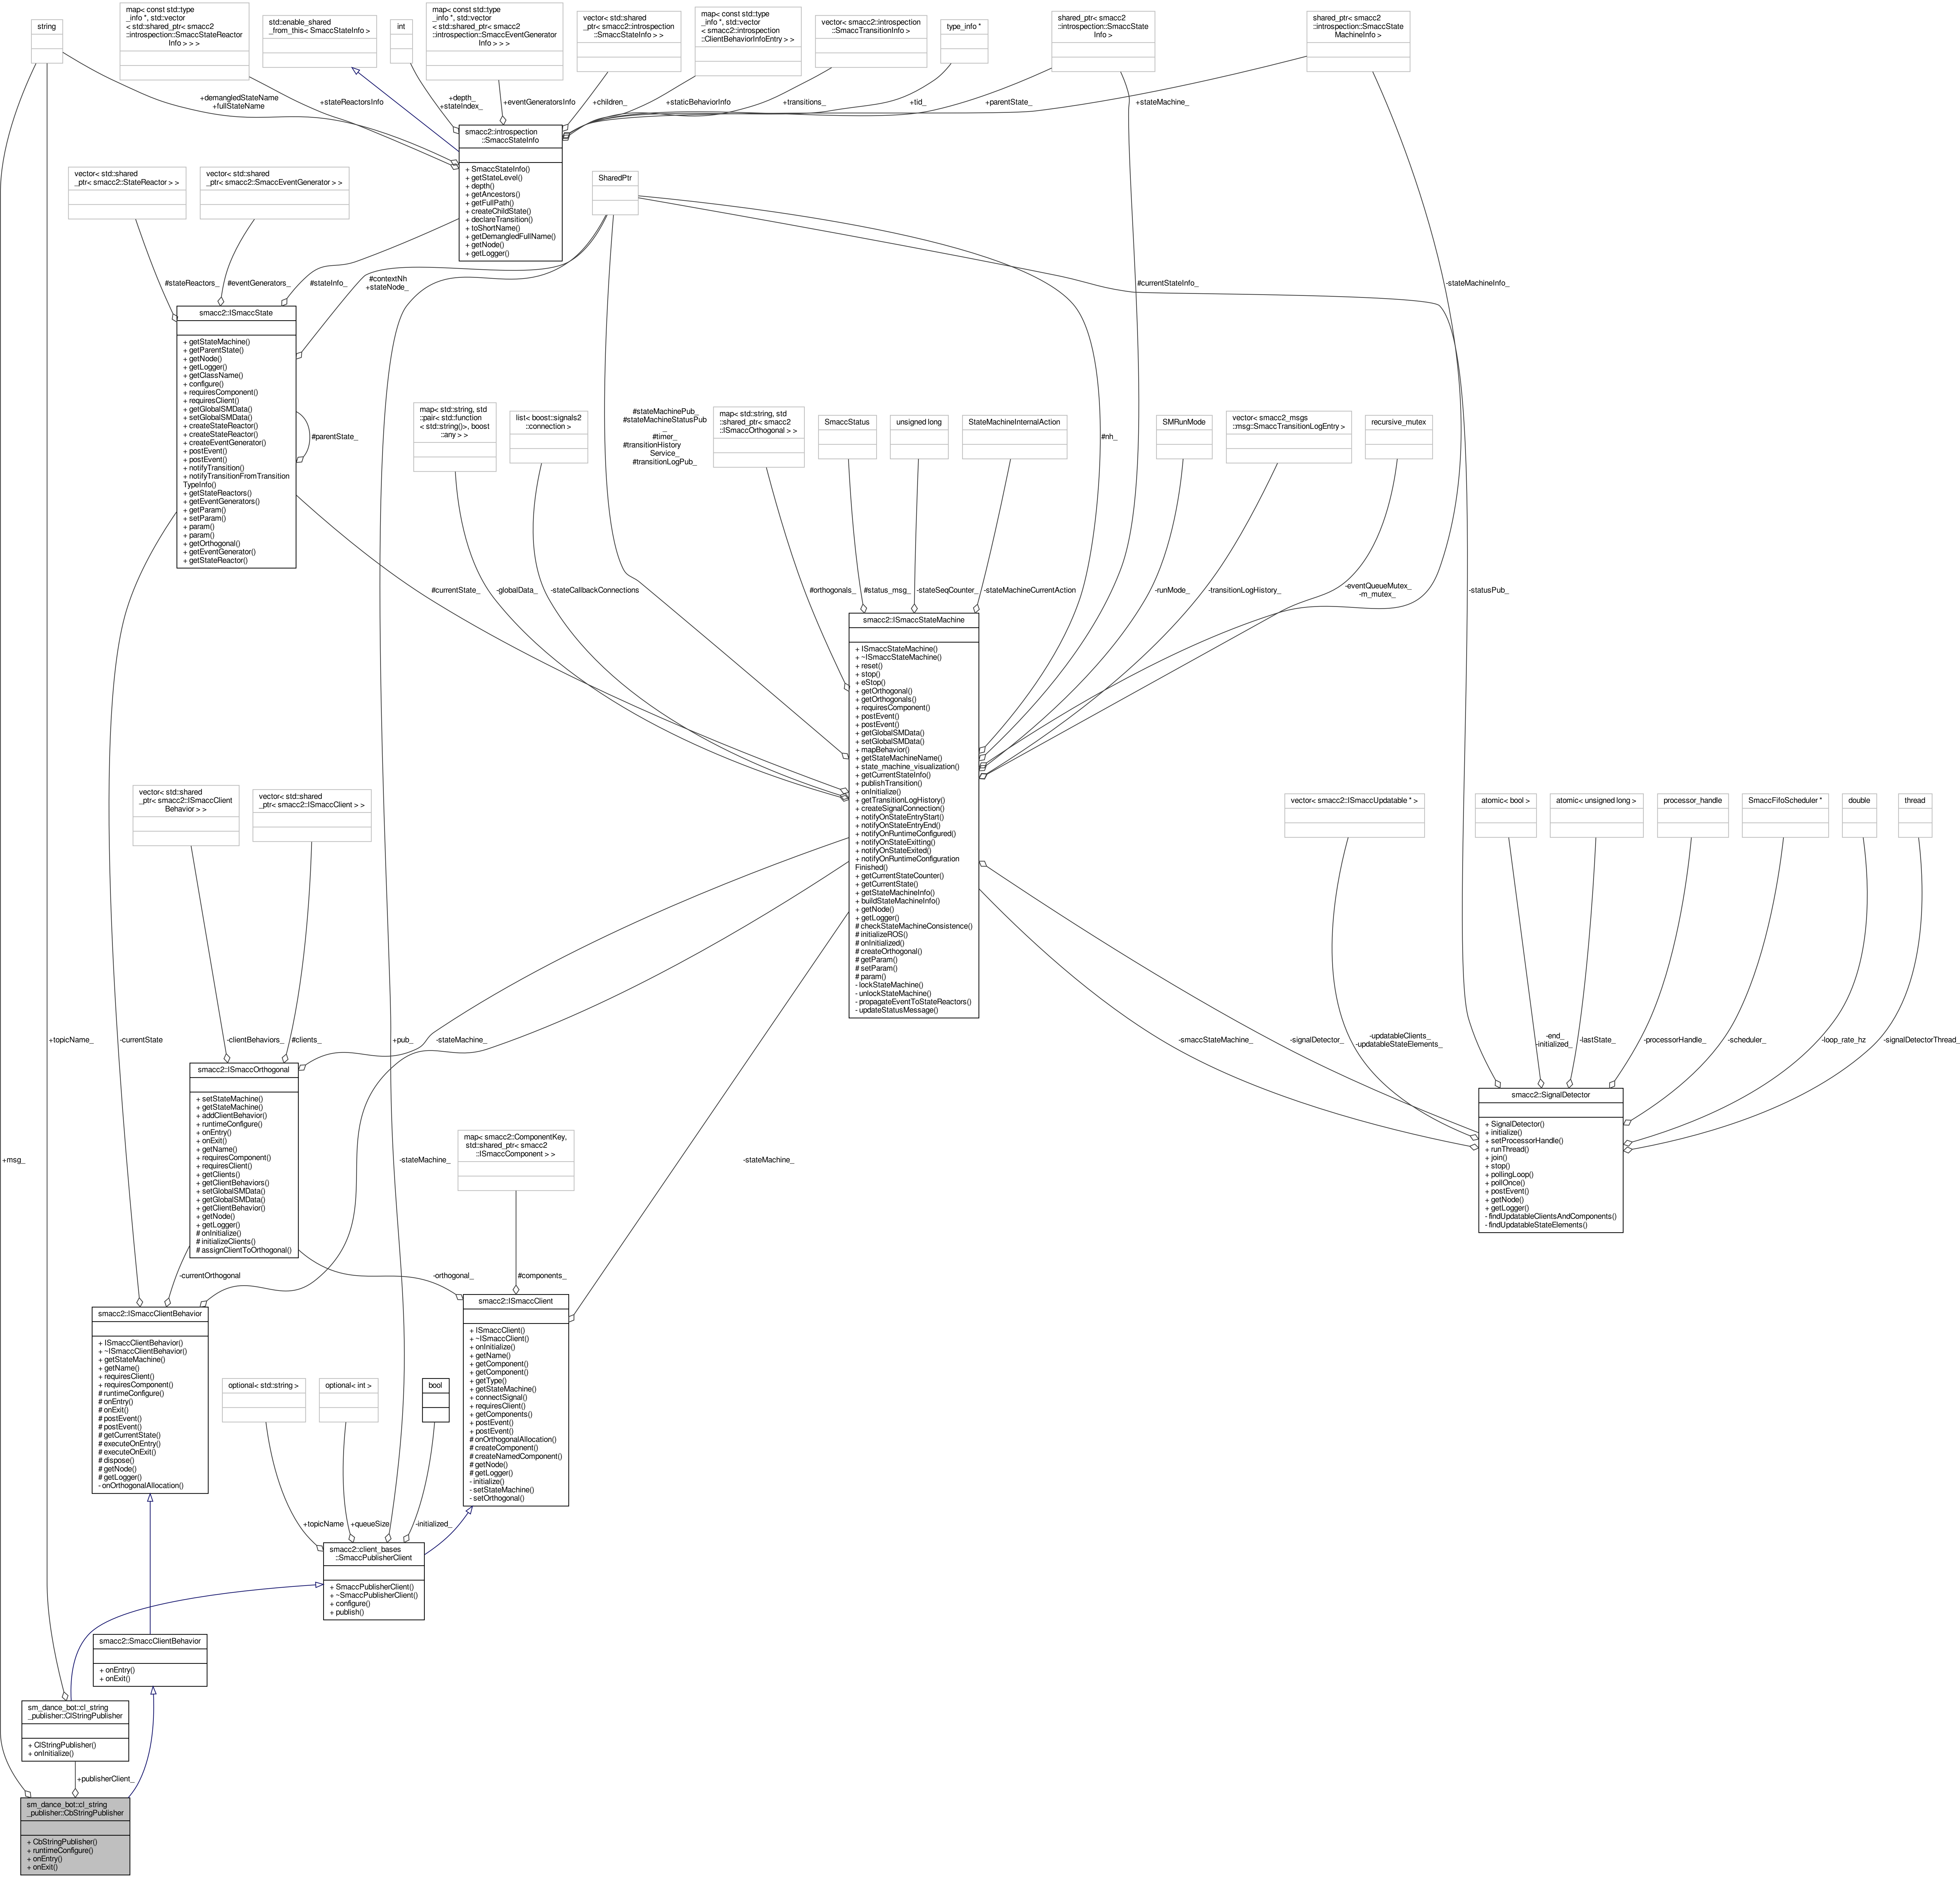 string
map< const std::type
_info *, std::vector
< std::shared_ptr< smacc2
::introspection::SmaccStateReactor
Info > > >
std::enable_shared
_from_this< SmaccStateInfo >
int
map< const std::type
_info *, std::vector
< std::shared_ptr< smacc2
::introspection::SmaccEventGenerator
Info > > >
vector< std::shared
_ptr< smacc2::introspection
::SmaccStateInfo > >
map< const std::type
_info *, std::vector
< smacc2::introspection
::ClientBehaviorInfoEntry > >
vector< smacc2::introspection
::SmaccTransitionInfo >
type_info *
shared_ptr< smacc2
::introspection::SmaccState
Info >
shared_ptr< smacc2
::introspection::SmaccState
MachineInfo >
+demangledStateName
+fullStateName
+stateReactorsInfo
+depth_
+stateIndex_
+eventGeneratorsInfo
+children_
+staticBehaviorInfo
+transitions_
+tid_
+parentState_
+stateMachine_
smacc2::introspection
::SmaccStateInfo
+ SmaccStateInfo()
+ getStateLevel()
+ depth()
+ getAncestors()
+ getFullPath()
+ createChildState()
+ declareTransition()
+ toShortName()
+ getDemangledFullName()
+ getNode()
+ getLogger()
vector< std::shared
_ptr< smacc2::StateReactor > >
vector< std::shared
_ptr< smacc2::SmaccEventGenerator > >
SharedPtr
#stateReactors_
#eventGenerators_
#stateInfo_
#contextNh
+stateNode_
#currentStateInfo_
-stateMachineInfo_
smacc2::ISmaccState
+ getStateMachine()
+ getParentState()
+ getNode()
+ getLogger()
+ getClassName()
+ configure()
+ requiresComponent()
+ requiresClient()
+ getGlobalSMData()
+ setGlobalSMData()
+ createStateReactor()
+ createStateReactor()
+ createEventGenerator()
+ postEvent()
+ postEvent()
+ notifyTransition()
+ notifyTransitionFromTransition
TypeInfo()
+ getStateReactors()
+ getEventGenerators()
+ getParam()
+ setParam()
+ param()
+ param()
+ getOrthogonal()
+ getEventGenerator()
+ getStateReactor()
#parentState_
map< std::string, std
::pair< std::function
< std::string()>, boost
::any > >
list< boost::signals2
::connection >
#stateMachinePub_
#stateMachineStatusPub
_
#timer_
#transitionHistory
Service_
#transitionLogPub_
map< std::string, std
::shared_ptr< smacc2
::ISmaccOrthogonal > >
SmaccStatus
unsigned long
StateMachineInternalAction
#nh_
SMRunMode
vector< smacc2_msgs
::msg::SmaccTransitionLogEntry >
recursive_mutex
#currentState_
-globalData_
-stateCallbackConnections
#orthogonals_
#status_msg_
-stateSeqCounter_
-stateMachineCurrentAction
-runMode_
-transitionLogHistory_
-eventQueueMutex_
-m_mutex_
-statusPub_
smacc2::ISmaccStateMachine
+ ISmaccStateMachine()
+ ~ISmaccStateMachine()
+ reset()
+ stop()
+ eStop()
+ getOrthogonal()
+ getOrthogonals()
+ requiresComponent()
+ postEvent()
+ postEvent()
+ getGlobalSMData()
+ setGlobalSMData()
+ mapBehavior()
+ getStateMachineName()
+ state_machine_visualization()
+ getCurrentStateInfo()
+ publishTransition()
+ onInitialize()
+ getTransitionLogHistory()
+ createSignalConnection()
+ notifyOnStateEntryStart()
+ notifyOnStateEntryEnd()
+ notifyOnRuntimeConfigured()
+ notifyOnStateExitting()
+ notifyOnStateExited()
+ notifyOnRuntimeConfiguration
Finished()
+ getCurrentStateCounter()
+ getCurrentState()
+ getStateMachineInfo()
+ buildStateMachineInfo()
+ getNode()
+ getLogger()
# checkStateMachineConsistence()
# initializeROS()
# onInitialized()
# createOrthogonal()
# getParam()
# setParam()
# param()
- lockStateMachine()
- unlockStateMachine()
- propagateEventToStateReactors()
- updateStatusMessage()
vector< std::shared
_ptr< smacc2::ISmaccClient
Behavior > >
vector< std::shared
_ptr< smacc2::ISmaccClient > >
vector< smacc2::ISmaccUpdatable * >
atomic< bool >
atomic< unsigned long >
processor_handle
SmaccFifoScheduler *
double
thread
+topicName_
-currentState
-clientBehaviors_
#clients_
+pub_
-stateMachine_
-smaccStateMachine_
-signalDetector_
-updatableClients_
-updatableStateElements_
-end_
-initialized_
-lastState_
-processorHandle_
-scheduler_
-loop_rate_hz
-signalDetectorThread_
smacc2::ISmaccOrthogonal
+ setStateMachine()
+ getStateMachine()
+ addClientBehavior()
+ runtimeConfigure()
+ onEntry()
+ onExit()
+ getName()
+ requiresComponent()
+ requiresClient()
+ getClients()
+ getClientBehaviors()
+ setGlobalSMData()
+ getGlobalSMData()
+ getClientBehavior()
+ getNode()
+ getLogger()
# onInitialize()
# initializeClients()
# assignClientToOrthogonal()
smacc2::SignalDetector
+ SignalDetector()
+ initialize()
+ setProcessorHandle()
+ runThread()
+ join()
+ stop()
+ pollingLoop()
+ pollOnce()
+ postEvent()
+ getNode()
+ getLogger()
- findUpdatableClientsAndComponents()
- findUpdatableStateElements()
+msg_
-stateMachine_
map< smacc2::ComponentKey,
std::shared_ptr< smacc2
::ISmaccComponent > >
-stateMachine_
-currentOrthogonal
-orthogonal_
#components_
smacc2::ISmaccClientBehavior
+ ISmaccClientBehavior()
+ ~ISmaccClientBehavior()
+ getStateMachine()
+ getName()
+ requiresClient()
+ requiresComponent()
# runtimeConfigure()
# onEntry()
# onExit()
# postEvent()
# postEvent()
# getCurrentState()
# executeOnEntry()
# executeOnExit()
# dispose()
# getNode()
# getLogger()
- onOrthogonalAllocation()
smacc2::ISmaccClient
+ ISmaccClient()
+ ~ISmaccClient()
+ onInitialize()
+ getName()
+ getComponent()
+ getComponent()
+ getType()
+ getStateMachine()
+ connectSignal()
+ requiresClient()
+ getComponents()
+ postEvent()
+ postEvent()
# onOrthogonalAllocation()
# createComponent()
# createNamedComponent()
# getNode()
# getLogger()
- initialize()
- setStateMachine()
- setOrthogonal()
optional< std::string >
optional< int >
bool
+topicName
+queueSize
-initialized_
smacc2::client_bases
::SmaccPublisherClient
+ SmaccPublisherClient()
+ ~SmaccPublisherClient()
+ configure()
+ publish()
smacc2::SmaccClientBehavior
+ onEntry()
+ onExit()
sm_dance_bot::cl_string
_publisher::ClStringPublisher
+ ClStringPublisher()
+ onInitialize()
+publisherClient_
sm_dance_bot::cl_string
_publisher::CbStringPublisher
+ CbStringPublisher()
+ runtimeConfigure()
+ onEntry()
+ onExit()